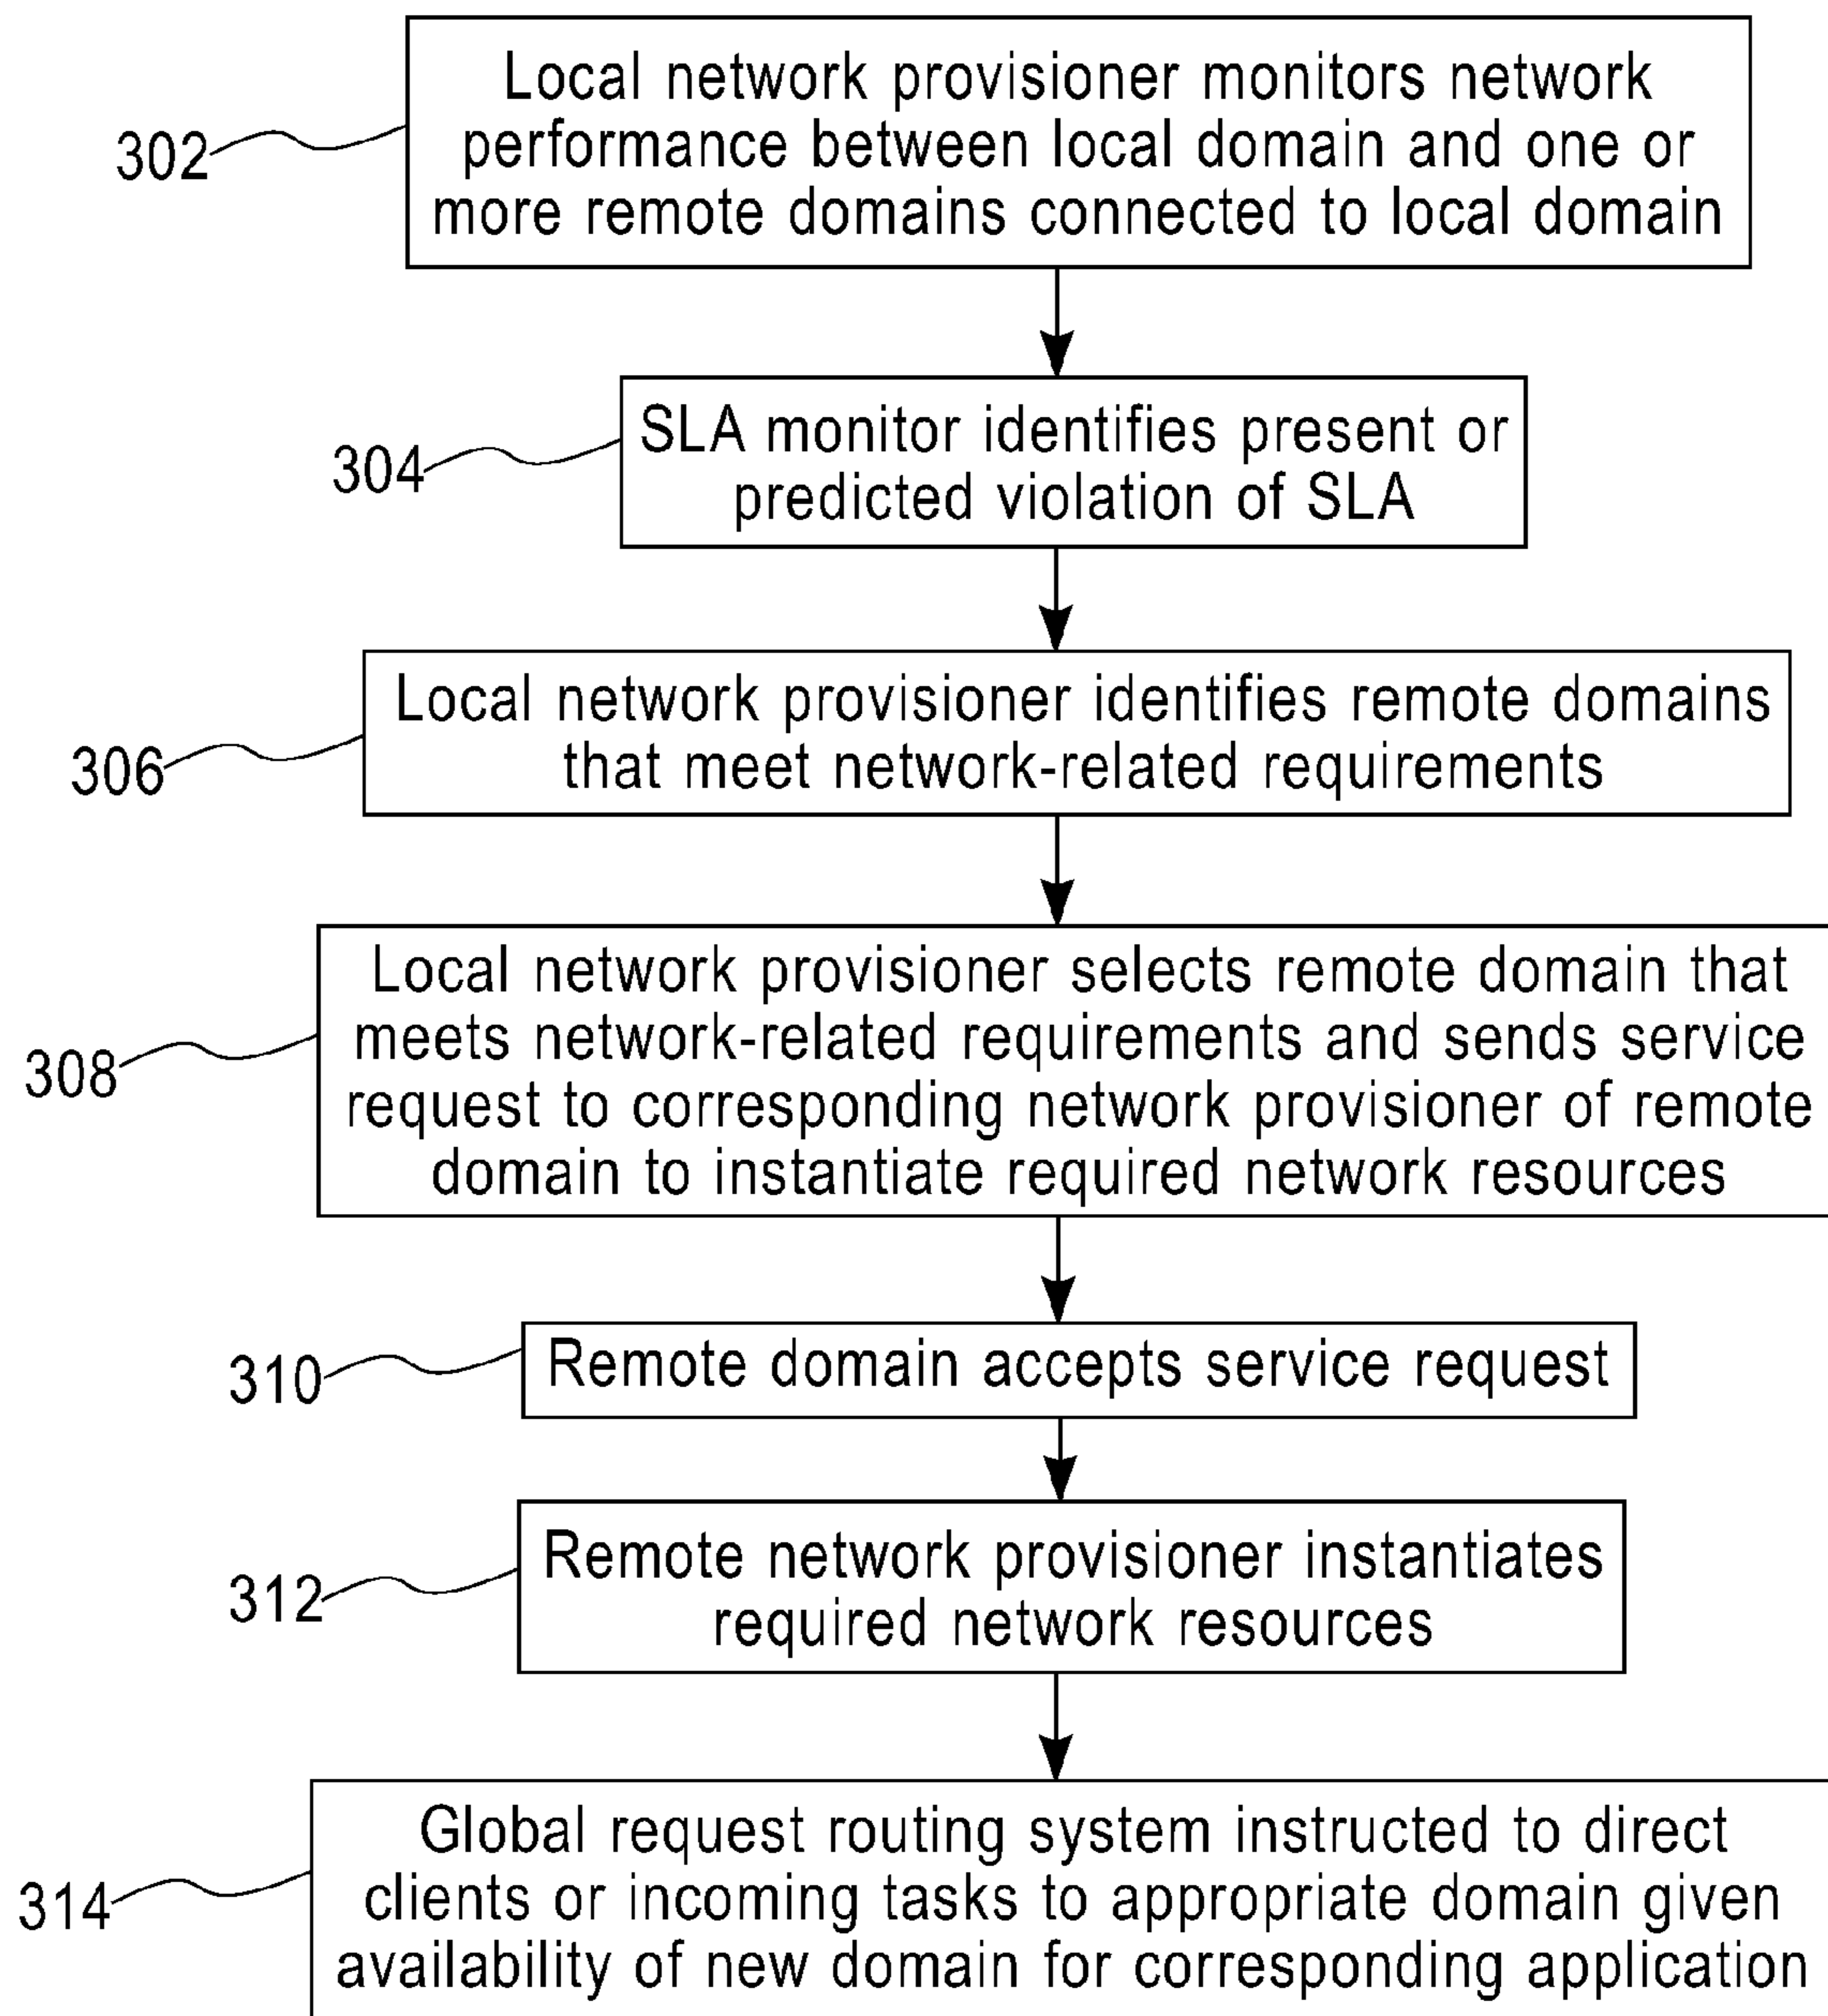 302
Local network provisioner monitors network
performance between local domain and one or
more remote domains connected to local domain
304
SLA monitor identifies present or
predicted violation of SLA
306
Local network provisioner identifies remote domains
that meet network-related requirements
308
Local network provisioner selects remote domain that
meets network-related requirements and sends service
request to corresponding network provisioner of remote
domain to instantiate required network resources
310
Remote domain accepts service request
312
Remote network provisioner instantiates
required network resources
314
Global request routing system instructed to direct
clients or incoming tasks to appropriate domain given
availability of new domain for corresponding application